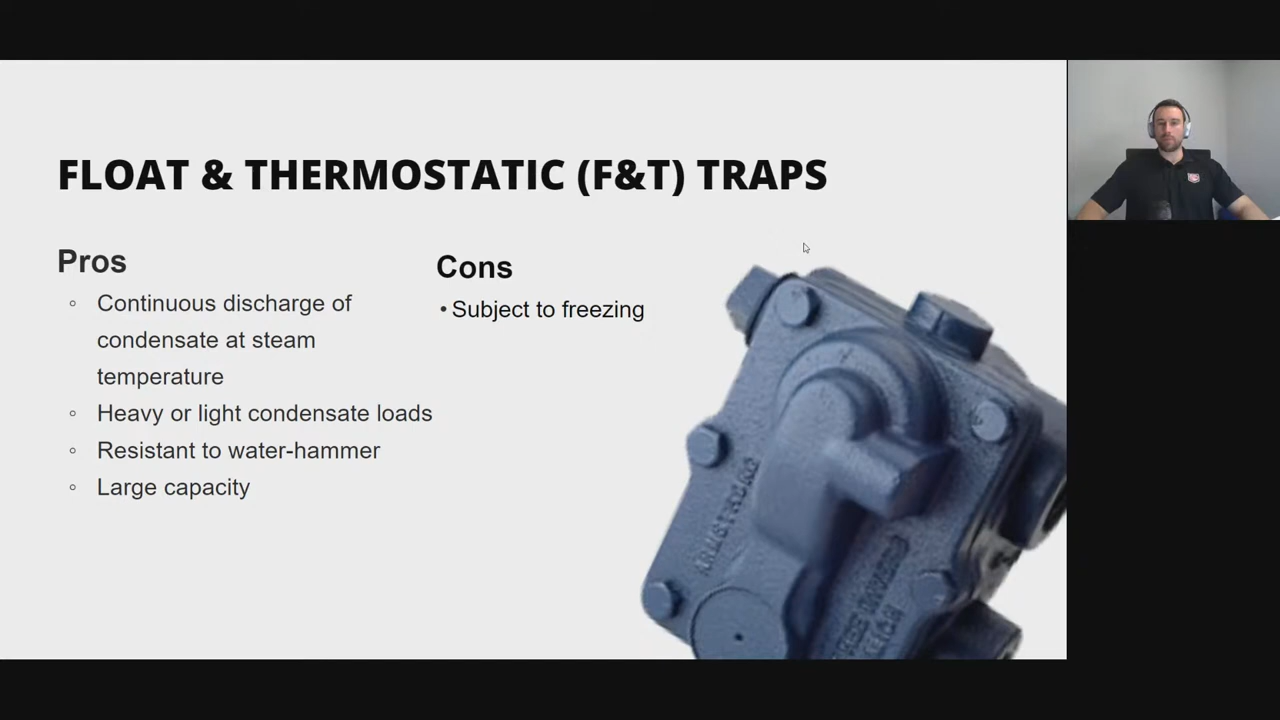 FLOAT & THERMOSTATIC (F&T) TRAPS
Pros
◦ Continuous discharge of
condensate at steam
temperature
◦ Heavy or light condensate loads
◦ Resistant to water-hammer
◦ Large capacity
Cons
• Subject to freezing
ARMSTRONG